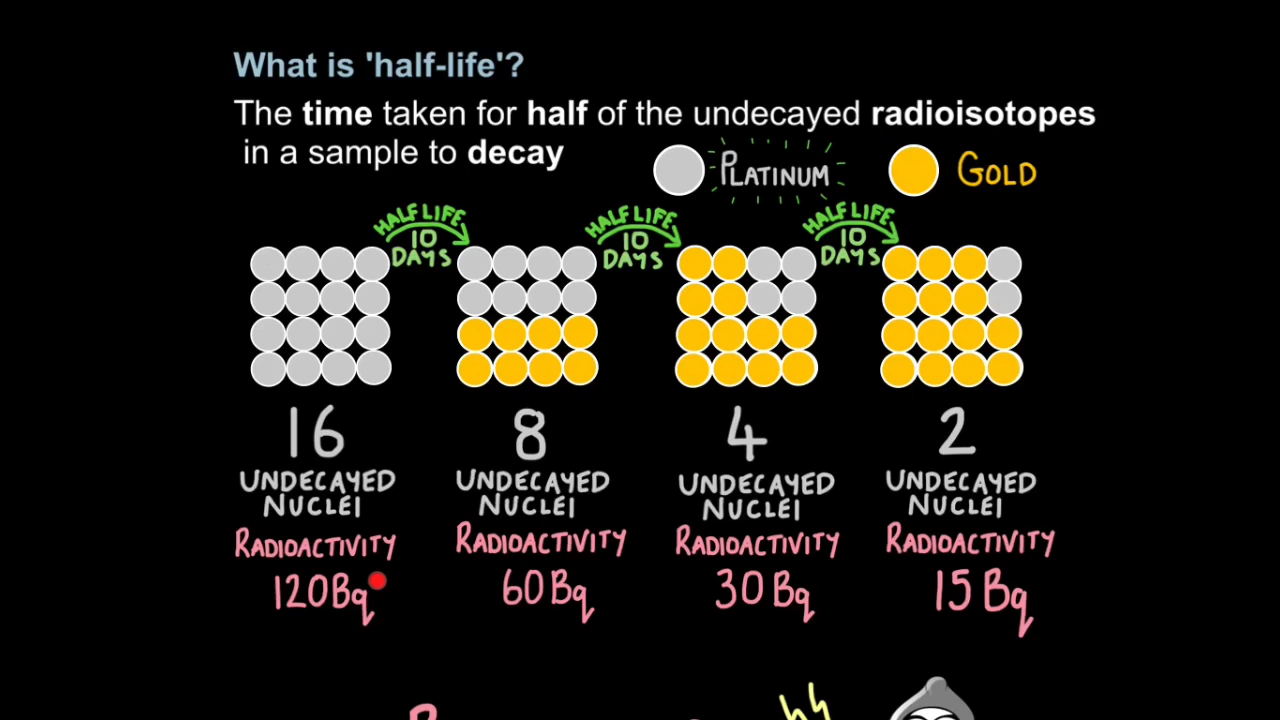 What is 'half-life'?
The time taken for half of the undecayed radioisotopes
in a sample to decay
PLATINUM
GOLD
HALF LIFE
10
DAYS
HALF LIFE
10
DAYS
HALF LIFE
10
DAYS
16
UNDECAYED
NUCLEI
RADIOACTIVITY
120Bq
8
UNDECAYED
NUCLEI
RADIOACTIVITY
60Bq
4
UNDECAYED
NUCLEI
RADIOACTIVITY
30Bq
2
UNDECAYED
NUCLEI
RADIOACTIVITY
15Bq